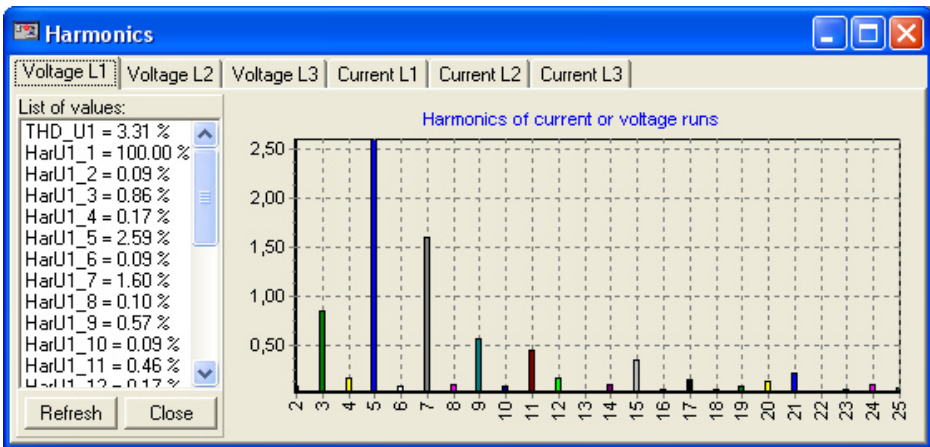 Harmonics
Voltage L1 Voltage L2 Voltage L3 Current L1 Current L2 Current L3
List of values:
THD_U1 = 3.31 %
HarU1_1 = 100.00 %
HarU1_2 = 0.09 %
HarU1_3 = 0.86 %
HarU1_4 = 0.17 %
HarU1_5 = 2.59 %
HarU1_6 = 0.09 %
HarU1_7 = 1.60 %
HarU1_8 = 0.10 %
HarU1_9 = 0.57 %
HarU1_10 = 0.09 %
HarU1_11 = 0.46 %
HarU1_12 = 0.17 %
Refresh Close
Harmonics of current or voltage runs
2,50
2,00
1,50
1,00
0,50
2 3 4 5 6 7 8 9 10 11 12 13 14 15 16 17 18 19 20 21 22 23 24 25